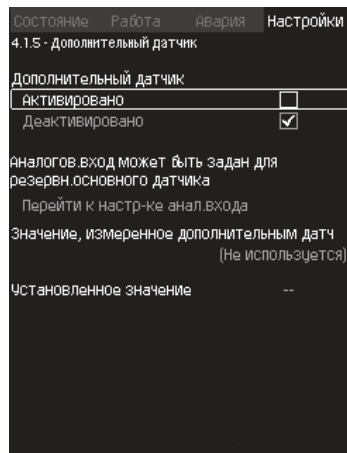 Состояние Работа Авария Настройки
4.1.5 - Дополнительный датчик
Дополнительный датчик
Активировано
Деактивировано
Аналогов.вход может быть задан для
резервн.основного датчика
Перейти к настр-ке анал.входа
Значение, измеренное дополнительным датч
(Не используется)
Установленное значение --